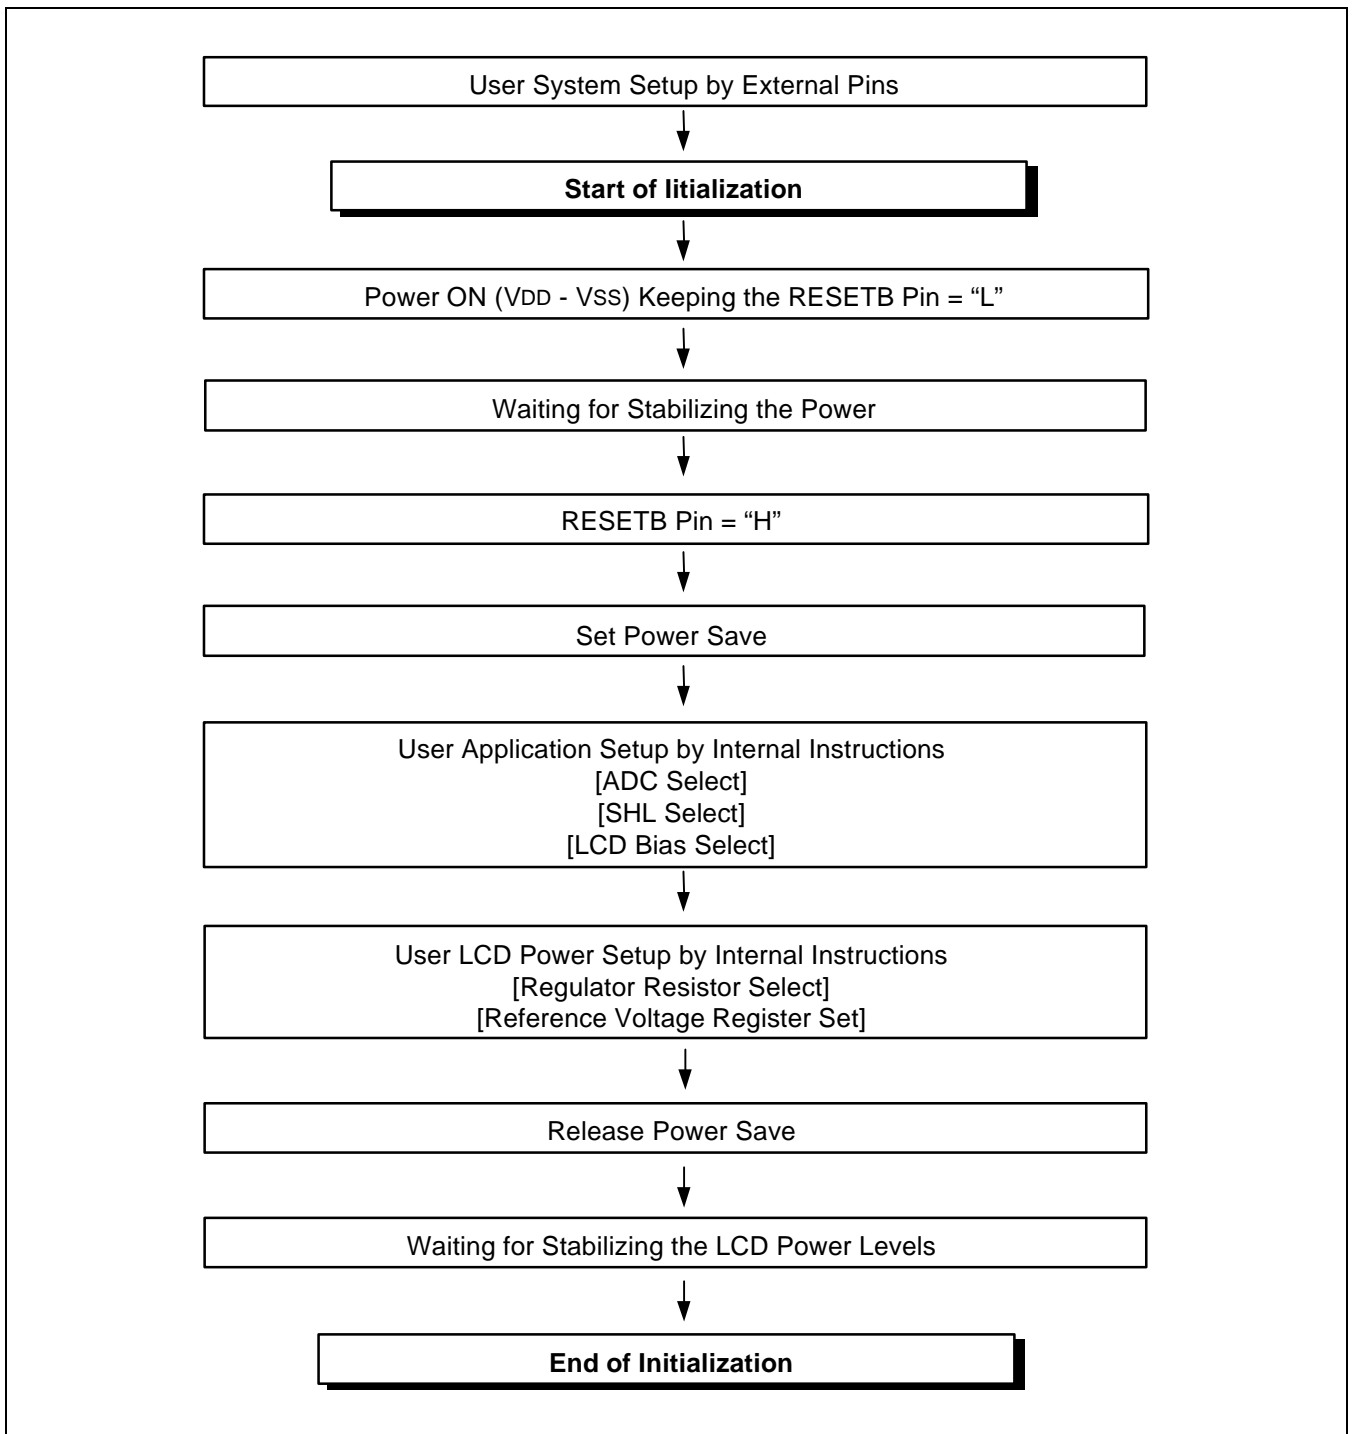 User System Setup by External Pins
Start of Iitialization
Power ON (VDD - VSS) Keeping the RESETB Pin = “L”
Waiting for Stabilizing the Power
RESETB Pin = “H”
Set Power Save
User Application Setup by Internal Instructions
[ADC Select]
[SHL Select]
[LCD Bias Select]
User LCD Power Setup by Internal Instructions
[Regulator Resistor Select]
[Reference Voltage Register Set]
Release Power Save
Waiting for Stabilizing the LCD Power Levels
End of Initialization